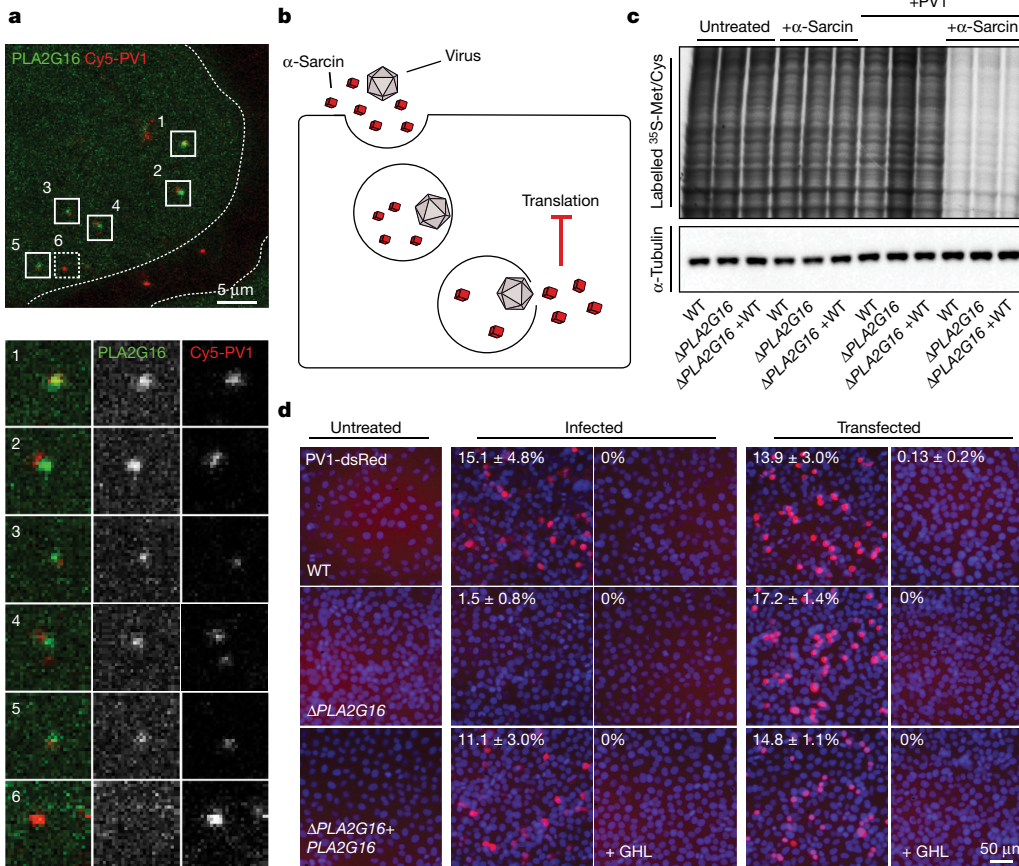 a
PLA2G16 Cy5-PV1
1
2
3
4
5
6
5 μm
1
PLA2G16
Cy5-PV1
2
3
4
5
6
b
α-Sarcin
Virus
Translation
c
+PV1
Untreated
+α-Sarcin
+α-Sarcin
Labelled ³⁵S-Met/Cys
α-Tubulin
WT
ΔPLA2G16
ΔPLA2G16 +WT
WT
ΔPLA2G16
ΔPLA2G16 +WT
WT
ΔPLA2G16
ΔPLA2G16 +WT
WT
ΔPLA2G16
ΔPLA2G16 +WT
d
Untreated
Infected
Transfected
PV1-dsRed
15.1 ± 4.8%
0%
13.9 ± 3.0%
0.13 ± 0.2%
WT
1.5 ± 0.8%
0%
17.2 ± 1.4%
0%
ΔPLA2G16
11.1 ± 3.0%
0%
14.8 ± 1.1%
0%
ΔPLA2G16+
PLA2G16
+ GHL
+ GHL
50 μm